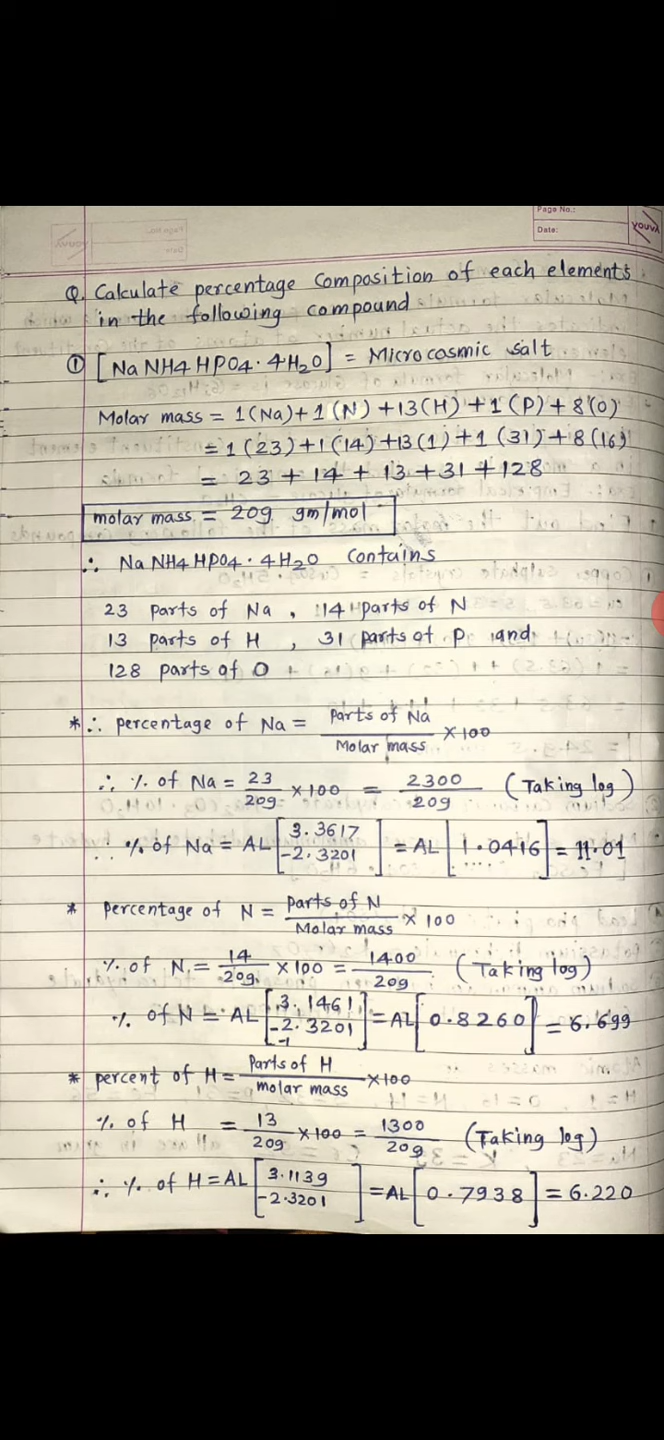 Page No.:
Date:
YOUVA
Q. Calculate percentage composition of each elements
in the following compound
① [Na NH4 HPO4 · 4H2O] = Microcosmic salt
Molar mass = 1(Na)+1(N)+13(H)+1(P)+8(O)
= 1(23)+1(14)+13(1)+1(31)+8(16)
= 23 + 14 + 13 + 31 + 128
molar mass = 209 gm/mol
∴ Na NH4 HPO4 · 4H2O contains
23 parts of Na , 14 parts of N
13 parts of H , 31 parts of P and
128 parts of O
* ∴ percentage of Na = Parts of Na / Molar mass × 100
∴ % of Na = 23/209 × 100 = 2300/209 (Taking log)
∴ % of Na = AL [3.3617 -2.3201] = AL [1.0416] = 11.01
* percentage of N = Parts of N / Molar mass × 100
% of N = 14/209 × 100 = 1400/209 (Taking log)
% of N = AL [3.1461 -2.3201] = AL [0.8260] = 6.699
* percent of H = Parts of H / molar mass × 100
% of H = 13/209 × 100 = 1300/209 (Taking log)
∴ % of H = AL [3.1139 -2.3201] = AL [0.7938] = 6.220